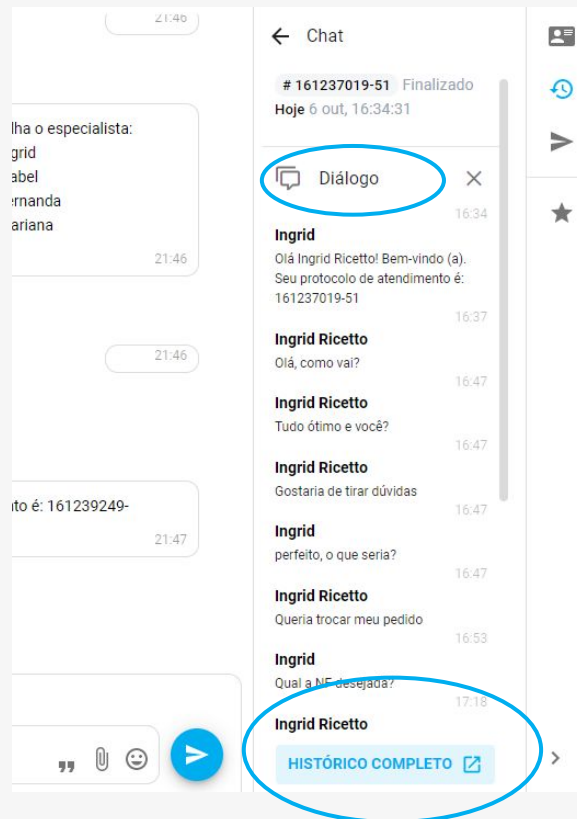 21:46
lha o especialista:
grid
abel
ernanda
ariana
21:46
21:46
nto é: 161239249-
21:47
Chat
# 161237019-51 Finalizado
Hoje 6 out, 16:34:31
Diálogo
16:34
Ingrid
Olá Ingrid Ricetto! Bem-vindo (a).
Seu protocolo de atendimento é:
161237019-51
16:37
Ingrid Ricetto
Olá, como vai?
16:47
Ingrid Ricetto
Tudo ótimo e você?
16:47
Ingrid Ricetto
Gostaria de tirar dúvidas
16:47
Ingrid
perfeito, o que seria?
16:47
Ingrid Ricetto
Queria trocar meu pedido
16:53
Ingrid
Qual a NF desejada?
17:18
Ingrid Ricetto
HISTÓRICO COMPLETO